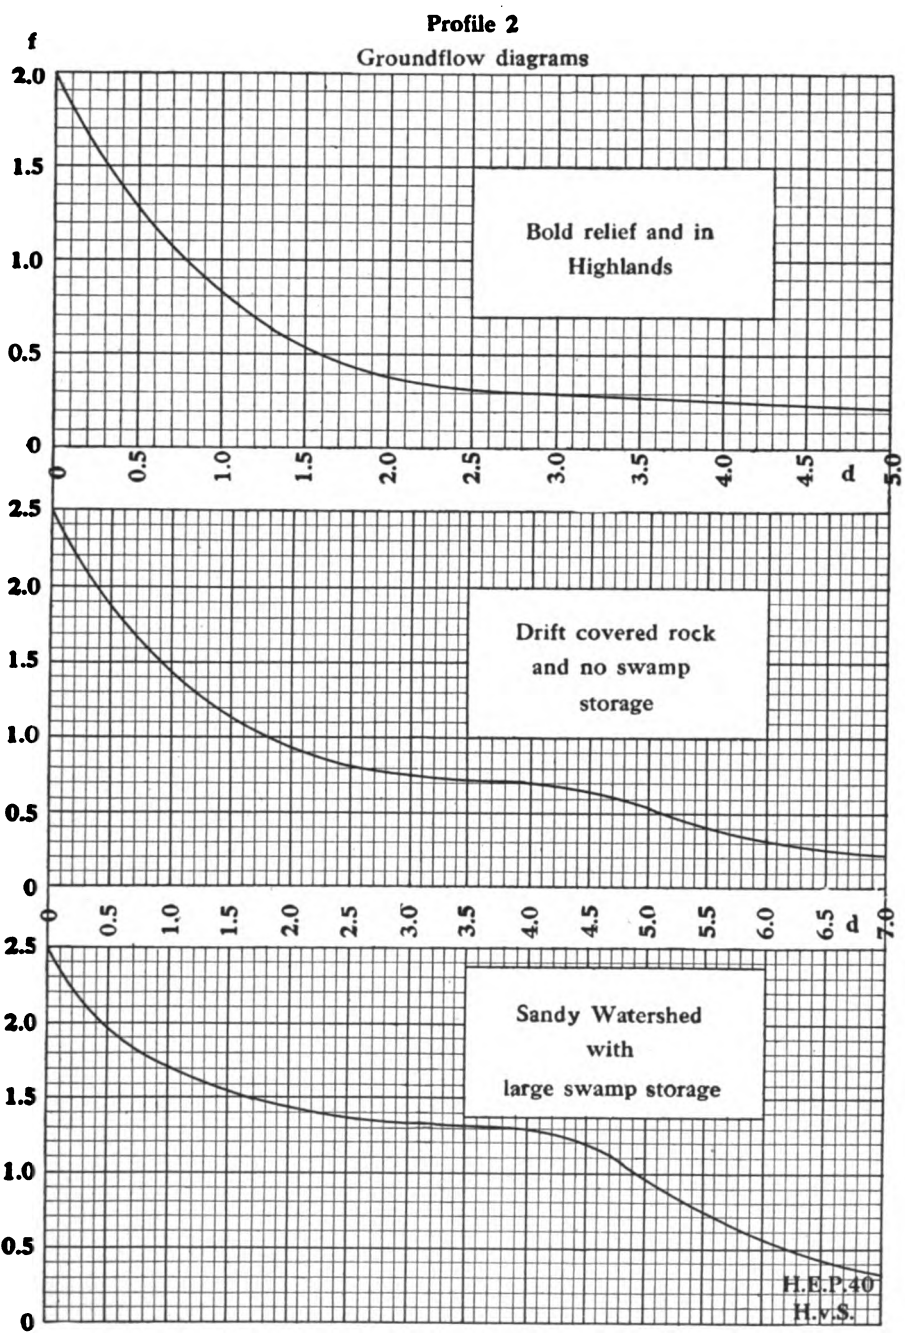 Profile 2
f
Groundflow diagrams
2.0
1.5
1.0
0.5
0
Bold relief and in
Highlands
0 0.5 1.0 1.5 2.0 2.5 3.0 3.5 4.0 4.5 d 5.0
2.5
2.0
1.5
1.0
0.5
0
Drift covered rock
and no swamp
storage
0 0.5 1.0 1.5 2.0 2.5 3.0 3.5 4.0 4.5 5.0 5.5 6.0 6.5 d 7.0
2.5
2.0
1.5
1.0
0.5
0
Sandy Watershed
with
large swamp storage
H.E.P.40
H.v.S.